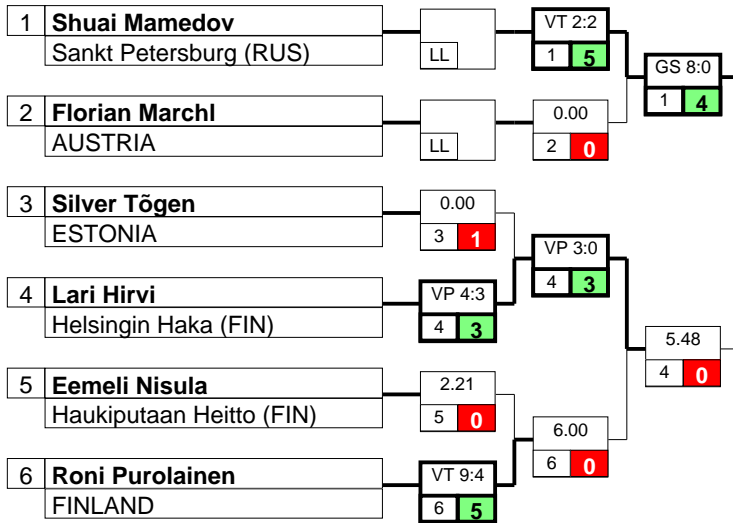 1 Shuai Mamedov
Sankt Petersburg (RUS)
LL
VT 2:2
1 5
GS 8:0
1 4
2 Florian Marchl
AUSTRIA
LL
0.00
2 0
3 Silver Tõgen
ESTONIA
0.00
3 1
VP 3:0
4 3
4 Lari Hirvi
Helsingin Haka (FIN)
VP 4:3
4 3
5.48
4 0
5 Eemeli Nisula
Haukiputaan Heitto (FIN)
2.21
5 0
6.00
6 0
6 Roni Purolainen
FINLAND
VT 9:4
6 5